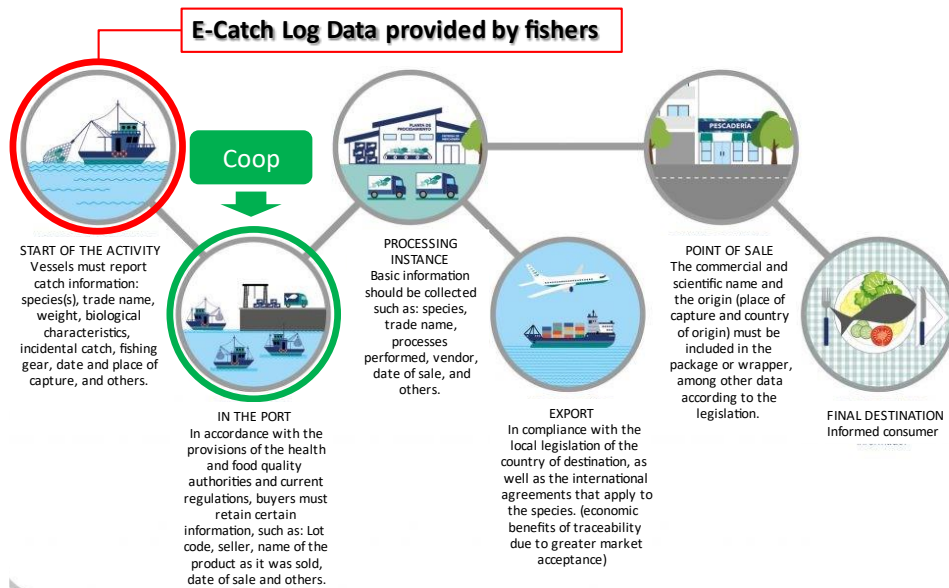 E-Catch Log Data provided by fishers
Coop
PLANTA DE
PROCESAMIENTO
PESCADERÍA
START OF THE ACTIVITY
Vessels must report
catch information:
species(s), trade name,
weight, biological
characteristics,
incidental catch, fishing
gear, date and place of
capture, and others.
IN THE PORT
In accordance with the
provisions of the health
and food quality
authorities and current
regulations, buyers must
retain certain
information, such as: Lot
code, seller, name of the
product as it was sold,
date of sale and others.
PROCESSING
INSTANCE
Basic information
should be collected
such as: species,
trade name,
processes
performed, vendor,
date of sale, and
others.
EXPORT
In compliance with the
local legislation of the
country of destination, as
well as the international
agreements that apply to
the species. (economic
benefits of traceability
due to greater market
acceptance)
POINT OF SALE
The commercial and
scientific name and
the origin (place of
capture and country
of origin) must be
included in the
package or wrapper,
among other data
according to the
legislation.
FINAL DESTINATION
Informed consumer